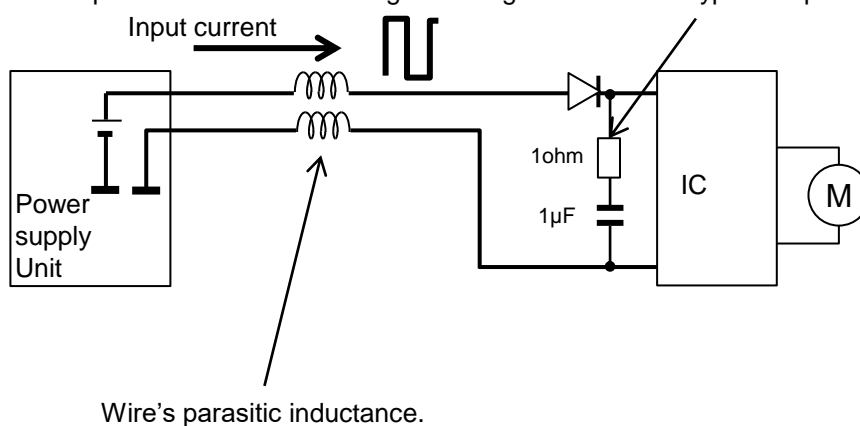 Input current
1ohm
1µF
IC
M
Power
supply
Unit
Wire's parasitic inductance.